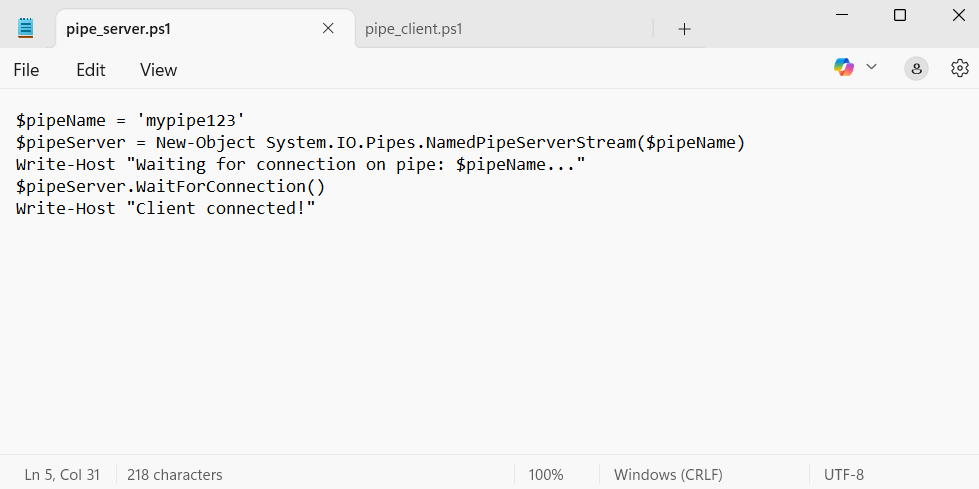 pipe_server.ps1
pipe_client.ps1
File Edit View
$pipeName = 'mypipe123'
$pipeServer = New-Object System.IO.Pipes.NamedPipeServerStream($pipeName)
Write-Host "Waiting for connection on pipe: $pipeName..."
$pipeServer.WaitForConnection()
Write-Host "Client connected!"
Ln 5, Col 31 218 characters 100% Windows (CRLF) UTF-8